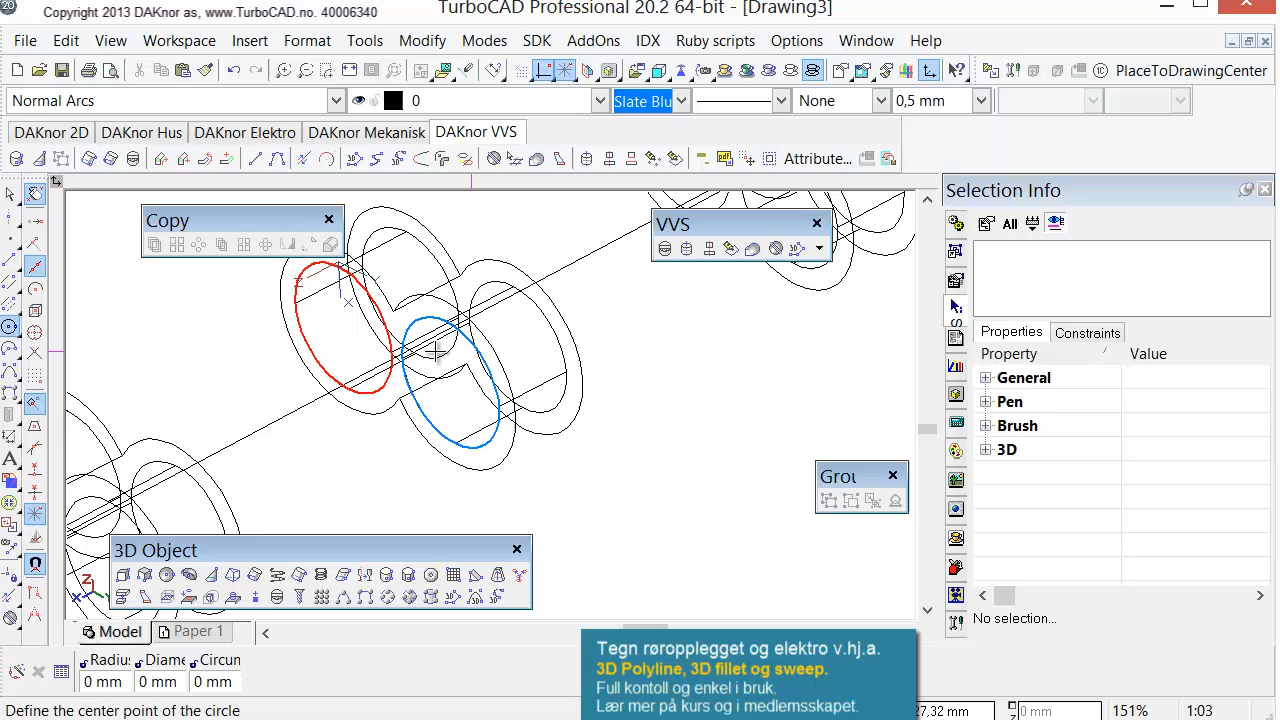 Copyright 2013 DAKnor as, www.TurboCAD.no. 40006340
TurboCAD Professional 20.2 64-bit - [Drawing3]
File Edit View Workspace Insert Format Tools Modify Modes SDK AddOns IDX Ruby scripts Options Window Help
PlaceToDrawingCenter
Normal Arcs 0 Slate Blu None 0,5 mm
DAKnor 2D DAKnor Hus DAKnor Elektro DAKnor Mekanisk DAKnor VVS
Attribute...
Selection Info
Copy
VVS
All
Properties Constraints
Property Value
General
Pen
Brush
3D
Grou
3D Object
No selection...
Model Paper 1
Tegn røropplegget og elektro v.hj.a.
3D Polyline, 3D fillet og sweep.
Full kontoll og enkel i bruk.
Lær mer på kurs og i medlemsskapet.
Radiu: Diame Circun
0 mm 0 mm 0 mm
Define the center point of the circle
27,32 mm 0 mm 151% 1:03